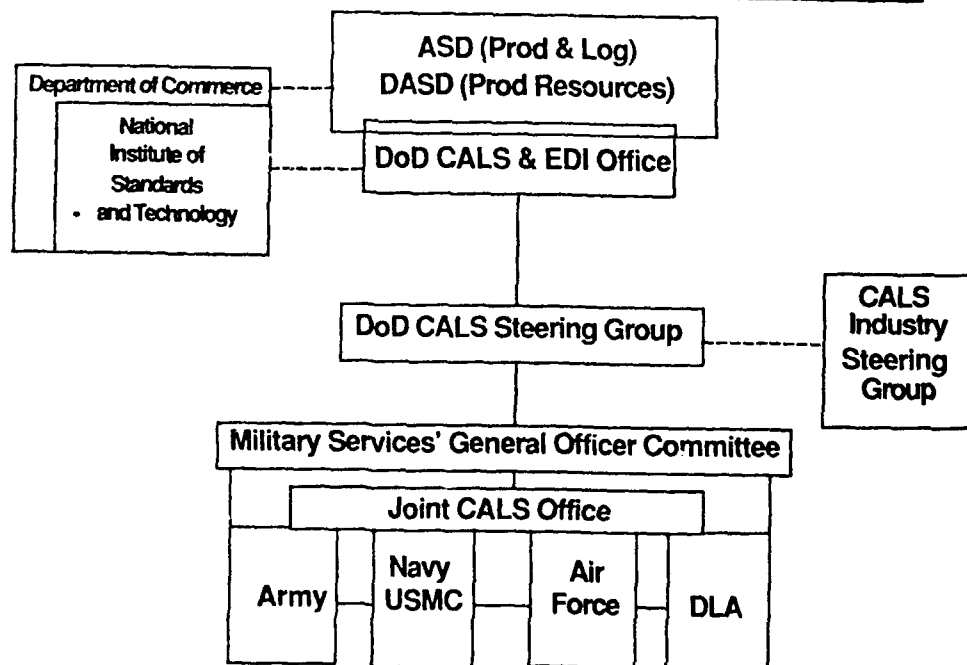 ASD (Prod & Log)
DASD (Prod Resources)
Department of Commerce
National
Institute of
Standards
and Technology
DoD CALS & EDI Office
DoD CALS Steering Group
CALS
Industry
Steering
Group
Military Services' General Officer Committee
Joint CALS Office
Army
Navy
USMC
Air
Force
DLA